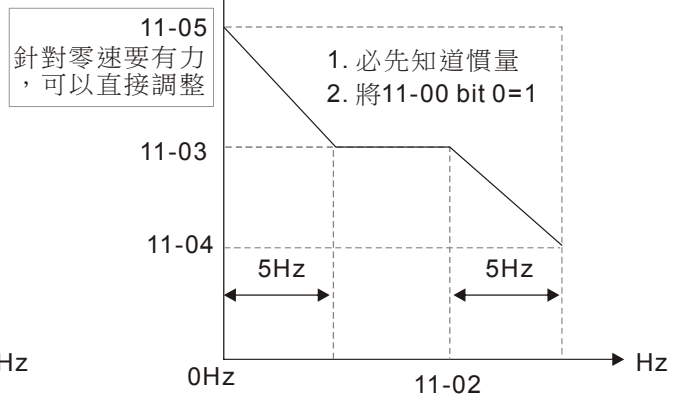 11-05
針對零速要有力
，可以直接調整
1. 必先知道慣量
2. 將11-00 bit 0=1
11-03
11-04
5Hz
5Hz
Hz
0Hz
11-02
Hz